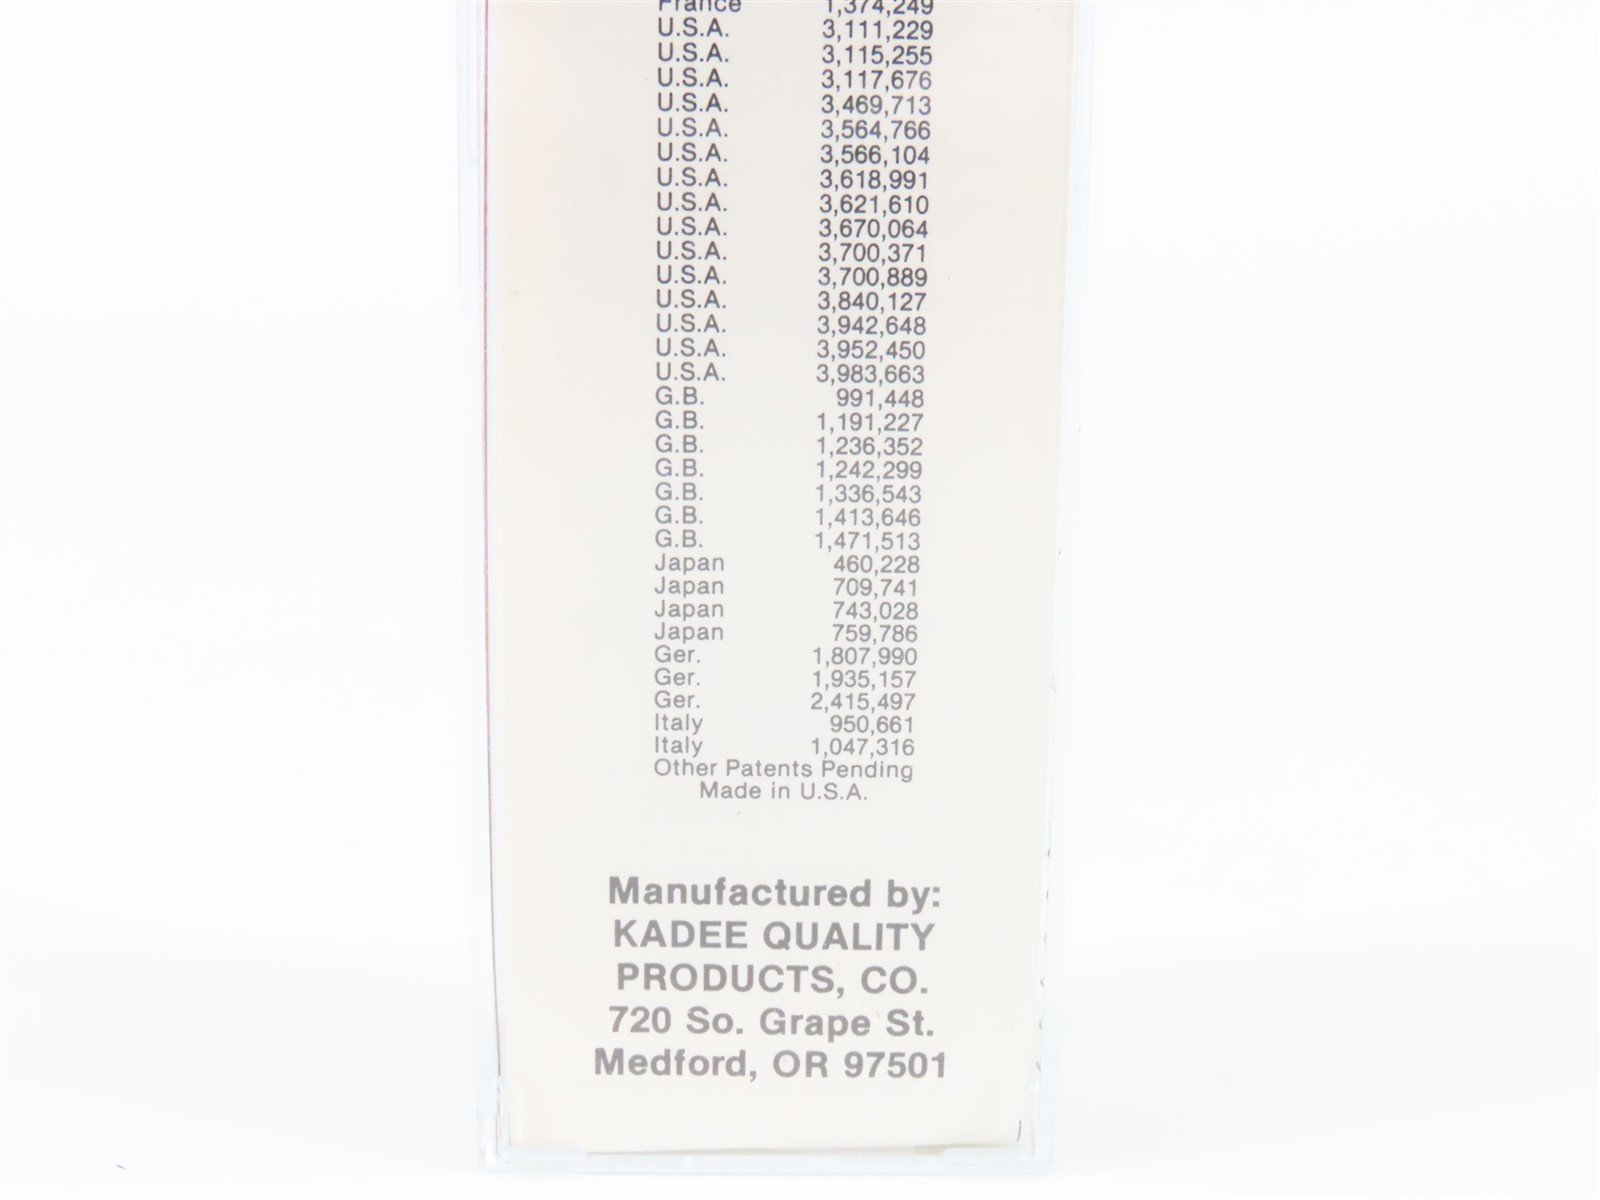 France 1,374,249
U.S.A. 3,111,229
U.S.A. 3,115,255
U.S.A. 3,117,676
U.S.A. 3,469,713
U.S.A. 3,564,766
U.S.A. 3,566,104
U.S.A. 3,618,991
U.S.A. 3,621,610
U.S.A. 3,670,064
U.S.A. 3,700,371
U.S.A. 3,700,889
U.S.A. 3,840,127
U.S.A. 3,942,648
U.S.A. 3,952,450
U.S.A. 3,983,663
G.B. 991,448
G.B. 1,191,227
G.B. 1,236,352
G.B. 1,242,299
G.B. 1,336,543
G.B. 1,413,646
G.B. 1,471,513
Japan 460,228
Japan 709,741
Japan 743,028
Japan 759,786
Ger. 1,807,990
Ger. 1,935,157
Ger. 2,415,497
Italy 950,661
Italy 1,047,316
Other Patents Pending
Made in U.S.A.
Manufactured by:
KADEE QUALITY
PRODUCTS, CO.
720 So. Grape St.
Medford, OR 97501